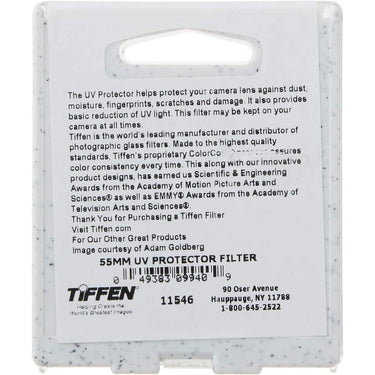 The UV Protector helps protect your camera lens against dust,
moisture, fingerprints, scratches and damage. It also provides
basic reduction of UV light. This filter may be kept on your
camera at all times.
Tiffen is the world's leading manufacturer and distributor of
photographic glass filters. Made to the highest quality
standards, Tiffen's proprietary ColorCo
color consistency every time. This along with our innovative
product designs, has earned us Scientific & Engineering
Awards from the Academy of Motion Picture Arts and
Sciences® as well as EMMY® Awards from the Academy of
Television Arts and Sciences®.
Thank You for Purchasing a Tiffen Filter
Visit Tiffen.com
For Our Other Great Products
Image courtesy of Adam Goldberg
55MM UV PROTECTOR FILTER
0 49383 09940 9
TIFFEN®
Helping Create the
World's Greatest Images
11546
90 Oser Avenue
Hauppauge, NY 11788
1-800-645-2522